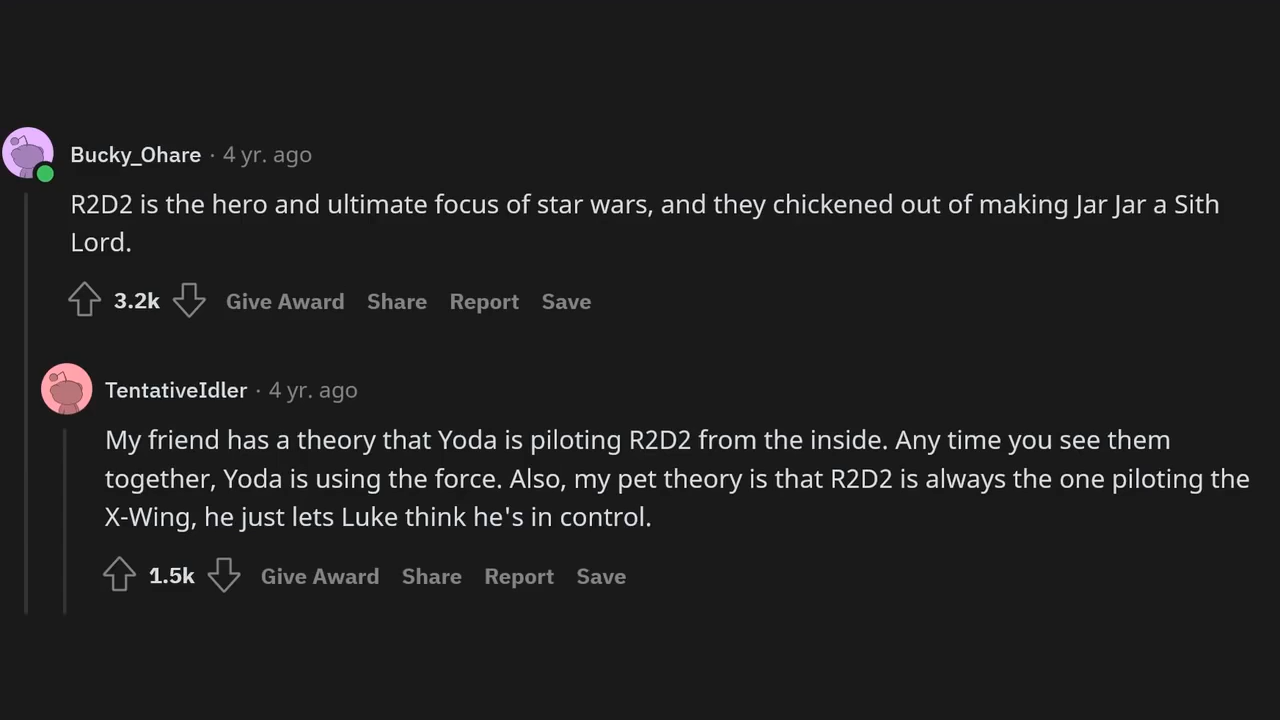 Bucky_Ohare · 4 yr. ago
R2D2 is the hero and ultimate focus of star wars, and they chickened out of making Jar Jar a Sith
Lord.
3.2k Give Award Share Report Save
TentativeIdler · 4 yr. ago
My friend has a theory that Yoda is piloting R2D2 from the inside. Any time you see them
together, Yoda is using the force. Also, my pet theory is that R2D2 is always the one piloting the
X-Wing, he just lets Luke think he's in control.
1.5k Give Award Share Report Save